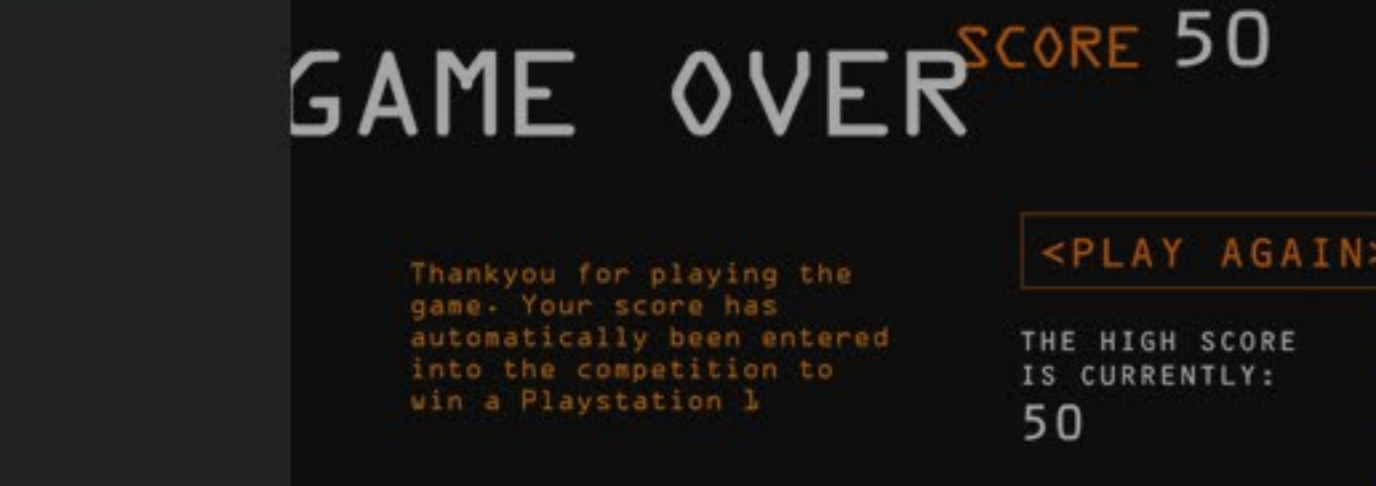 SCORE 50
GAME OVER
<PLAY AGAIN>
Thankyou for playing the
game. Your score has
automatically been entered
into the competition to
win a Playstation 1
THE HIGH SCORE
IS CURRENTLY:
50